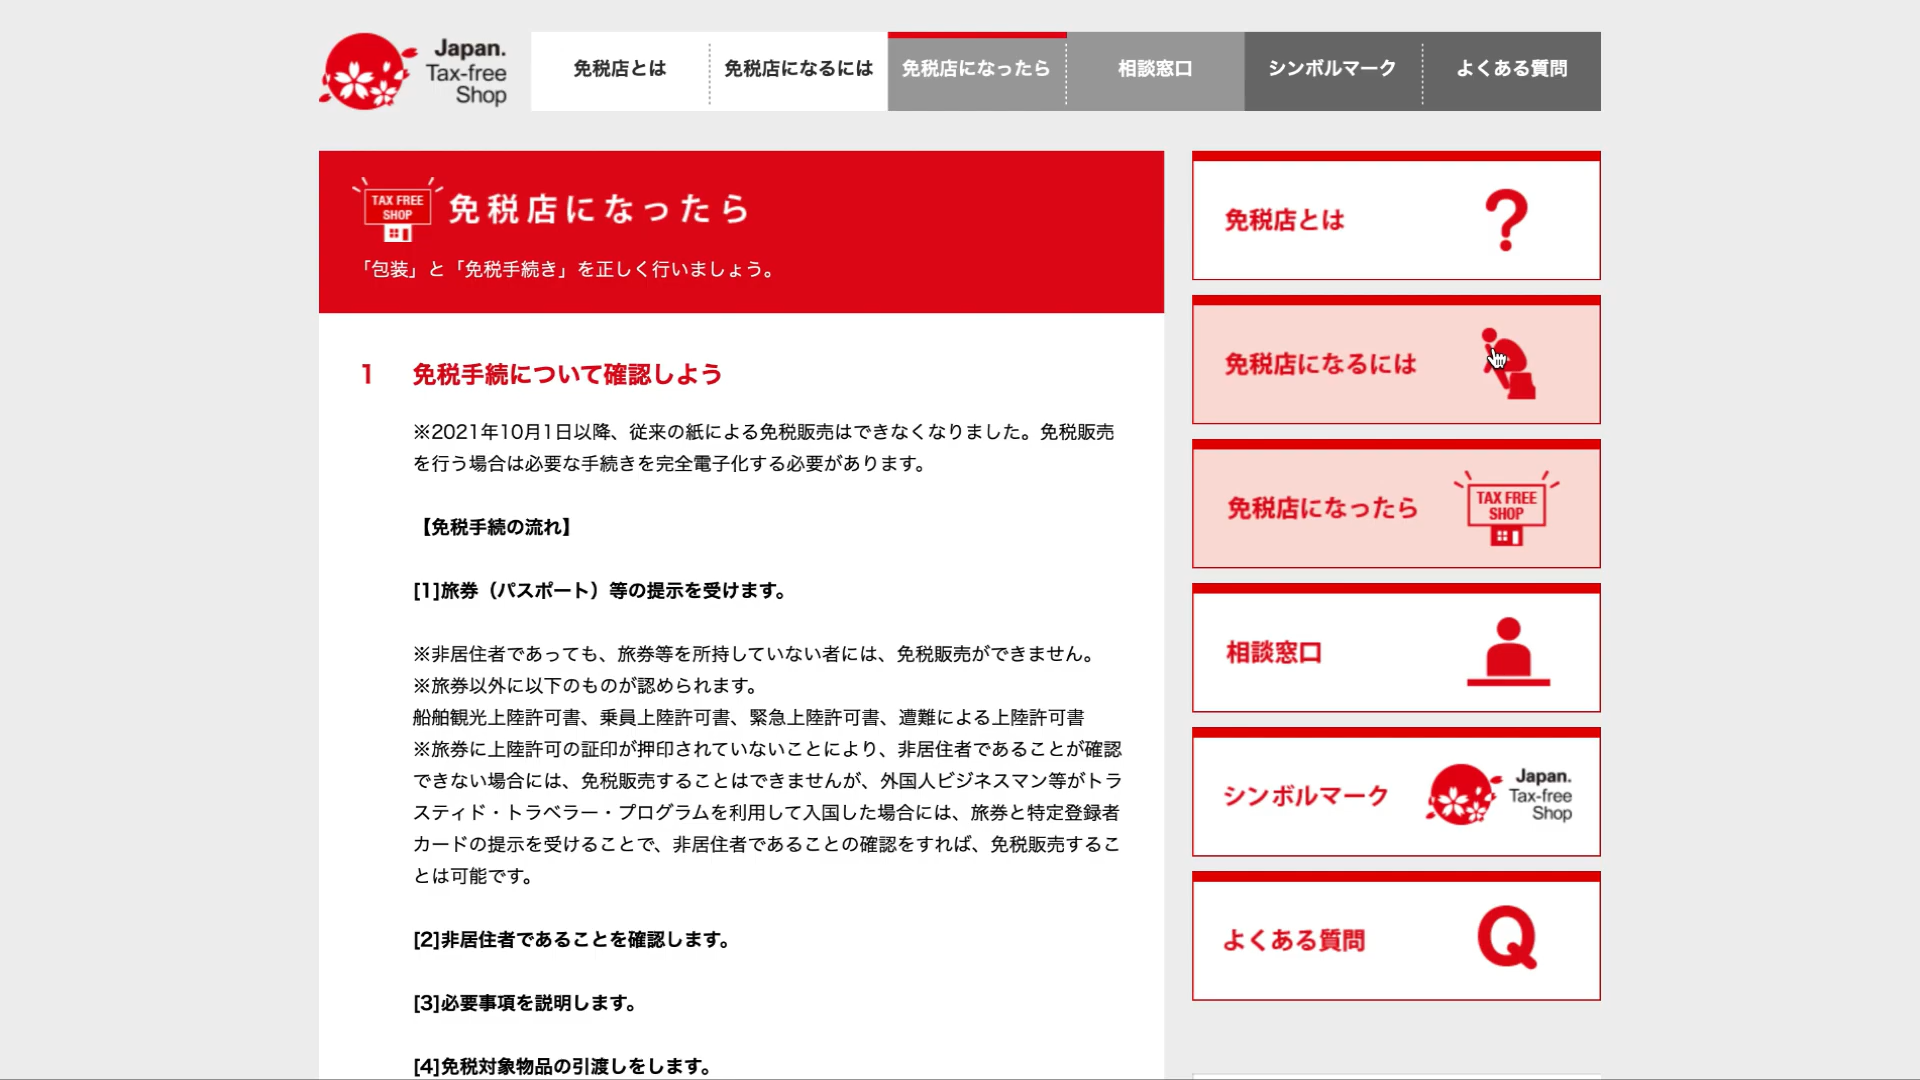 Japan.
Tax-free
Shop
免税店とは
免税店になるには
免税店になったら
相談窓口
シンボルマーク
よくある質問
TAX FREE
SHOP
免税店になったら
「包装」と「免税手続き」を正しく行いましょう。
1 免税手続について確認しよう
※2021年10月1日以降、従来の紙による免税販売はできなくなりました。免税販売
を行う場合は必要な手続きを完全電子化する必要があります。
【免税手続の流れ】
[1]旅券（パスポート）等の提示を受けます。
※非居住者であっても、旅券等を所持していない者には、免税販売ができません。
※旅券以外に以下のものが認められます。
船舶観光上陸許可書、乗員上陸許可書、緊急上陸許可書、遭難による上陸許可書
※旅券に上陸許可の証印が押印されていないことにより、非居住者であることが確認
できない場合には、免税販売することはできませんが、外国人ビジネスマン等がトラ
スティド・トラベラー・プログラムを利用して入国した場合には、旅券と特定登録者
カードの提示を受けることで、非居住者であることの確認をすれば、免税販売するこ
とは可能です。
[2]非居住者であることを確認します。
[3]必要事項を説明します。
[4]免税対象物品の引渡しをします。
免税店とは
?
免税店になるには
免税店になったら
TAX FREE
SHOP
相談窓口
シンボルマーク
Japan.
Tax-free
Shop
よくある質問
Q